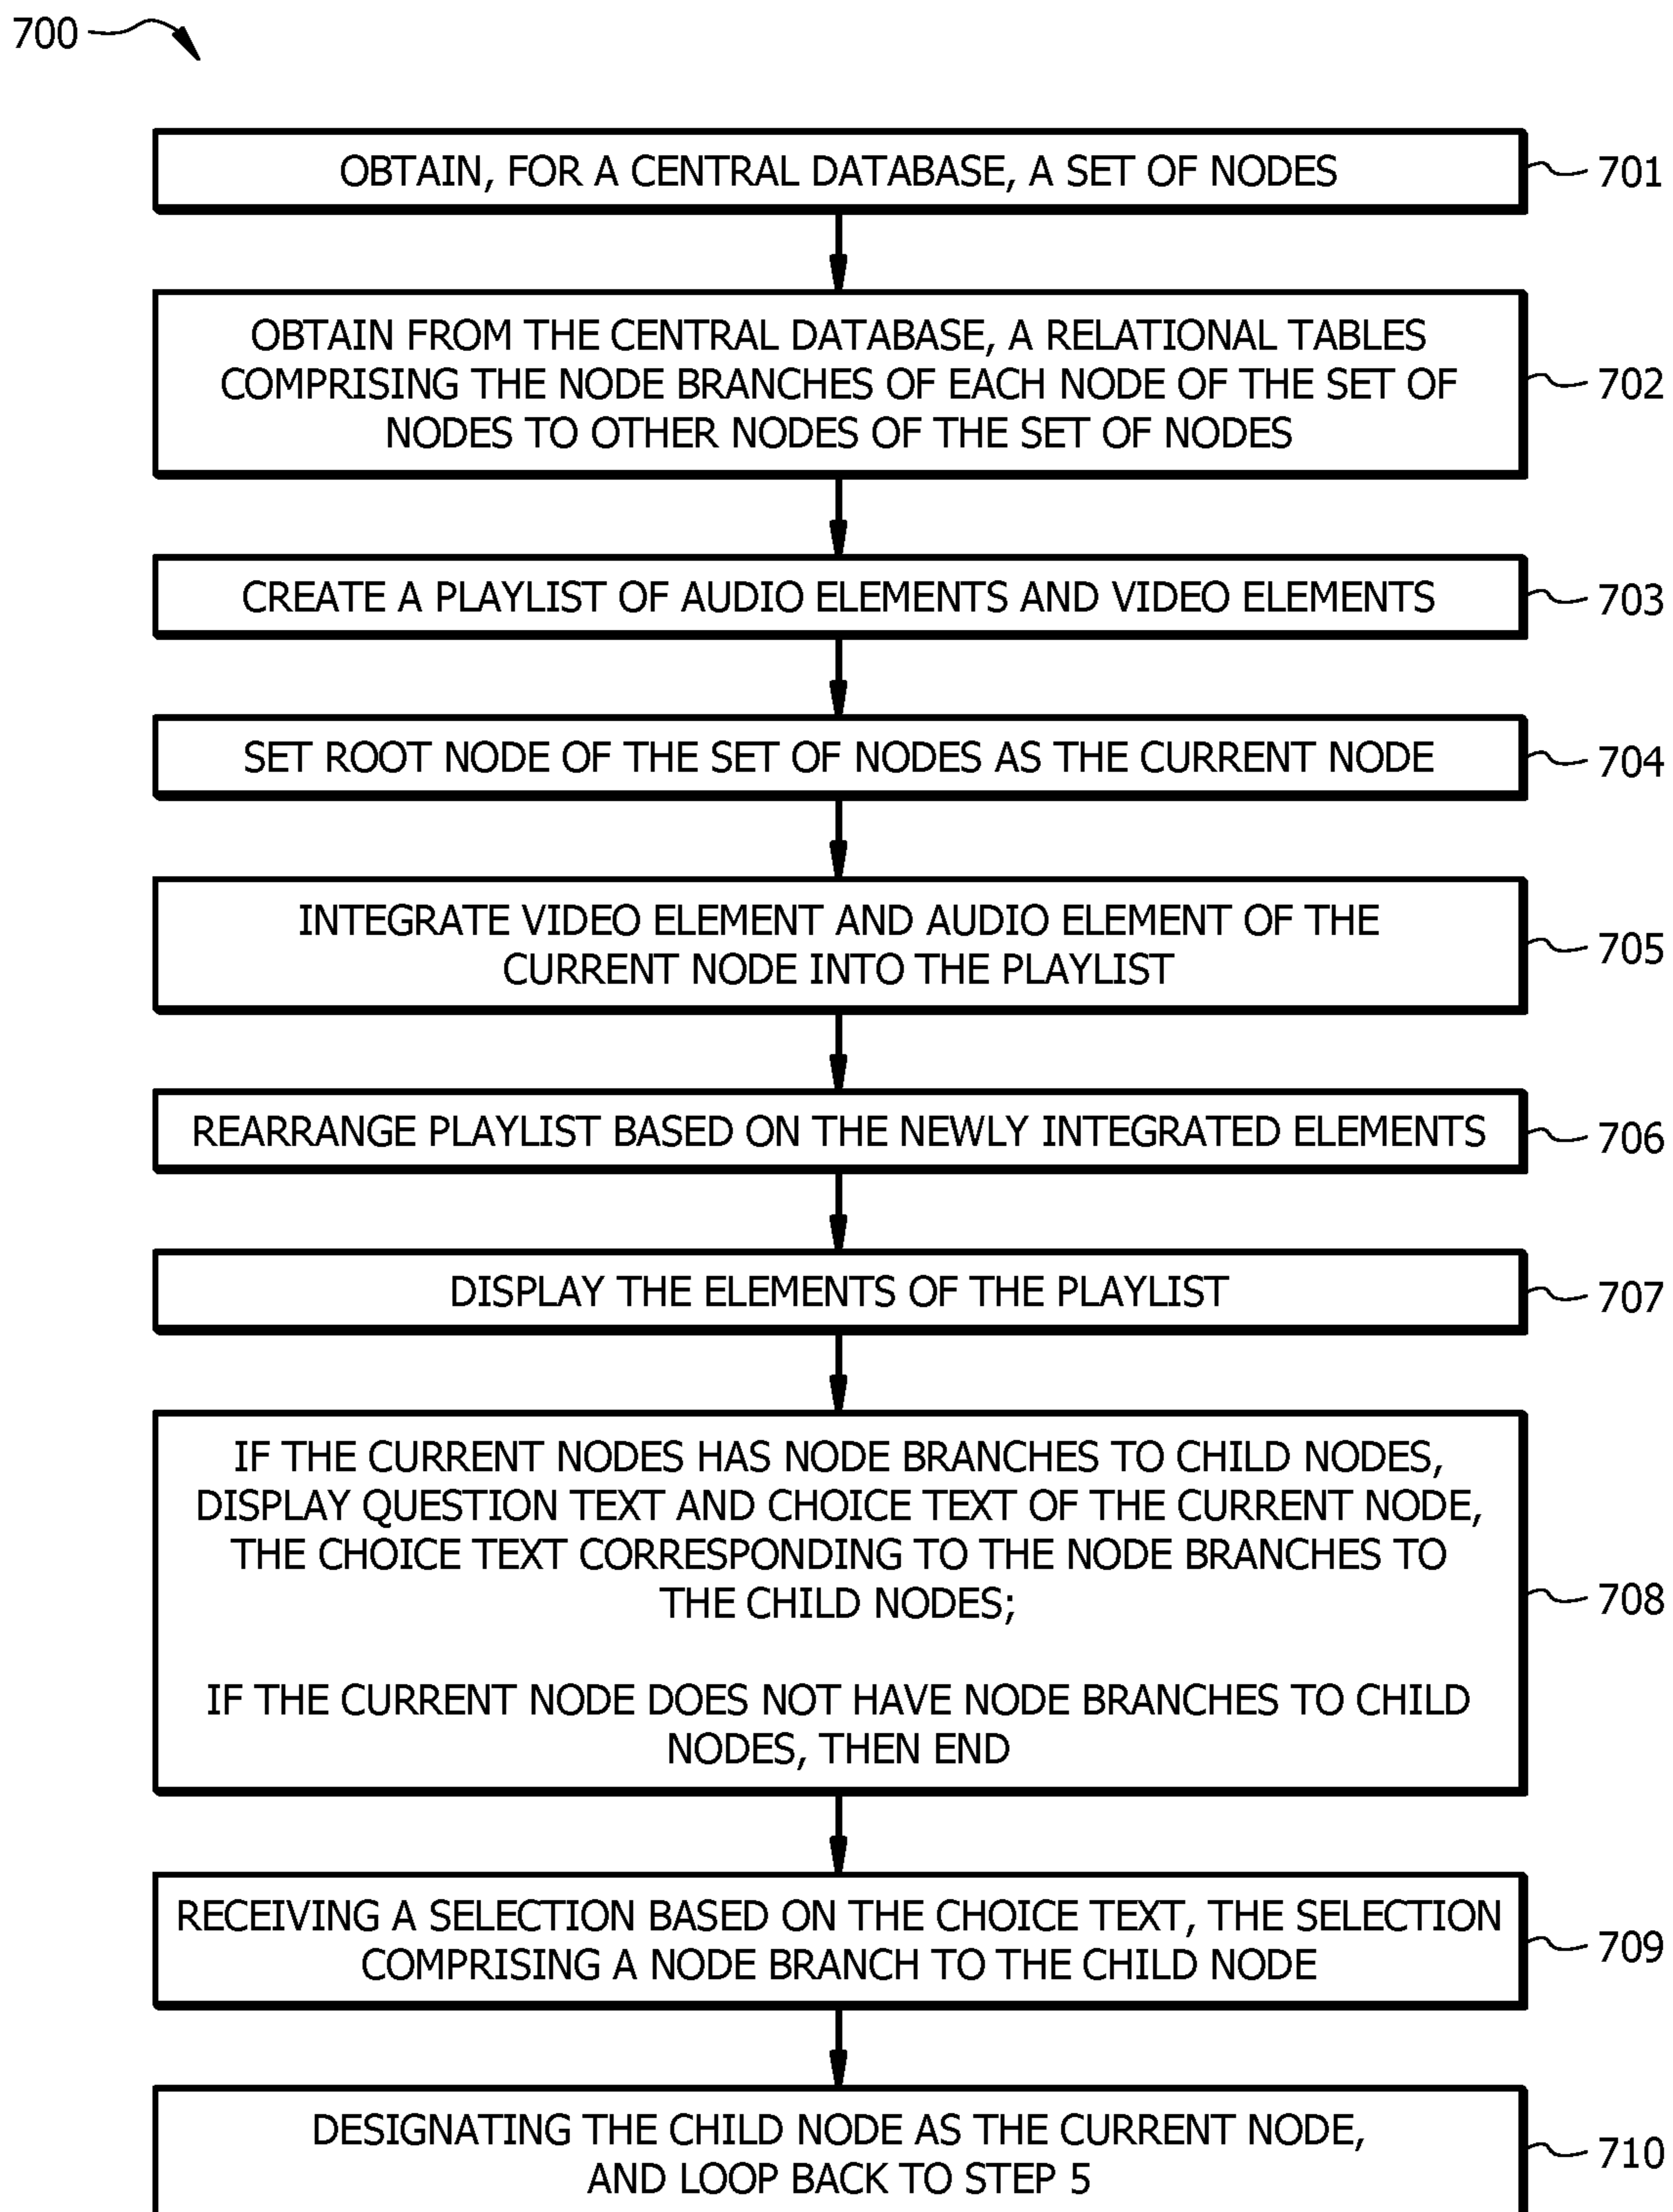 700
OBTAIN, FOR A CENTRAL DATABASE, A SET OF NODES
701
OBTAIN FROM THE CENTRAL DATABASE, A RELATIONAL TABLES
COMPRISING THE NODE BRANCHES OF EACH NODE OF THE SET OF
NODES TO OTHER NODES OF THE SET OF NODES
702
CREATE A PLAYLIST OF AUDIO ELEMENTS AND VIDEO ELEMENTS
703
SET ROOT NODE OF THE SET OF NODES AS THE CURRENT NODE
704
INTEGRATE VIDEO ELEMENT AND AUDIO ELEMENT OF THE
CURRENT NODE INTO THE PLAYLIST
705
REARRANGE PLAYLIST BASED ON THE NEWLY INTEGRATED ELEMENTS
706
DISPLAY THE ELEMENTS OF THE PLAYLIST
707
IF THE CURRENT NODES HAS NODE BRANCHES TO CHILD NODES,
DISPLAY QUESTION TEXT AND CHOICE TEXT OF THE CURRENT NODE,
THE CHOICE TEXT CORRESPONDING TO THE NODE BRANCHES TO
THE CHILD NODES;
IF THE CURRENT NODE DOES NOT HAVE NODE BRANCHES TO CHILD
NODES, THEN END
708
RECEIVING A SELECTION BASED ON THE CHOICE TEXT, THE SELECTION
COMPRISING A NODE BRANCH TO THE CHILD NODE
709
DESIGNATING THE CHILD NODE AS THE CURRENT NODE,
AND LOOP BACK TO STEP 5
710